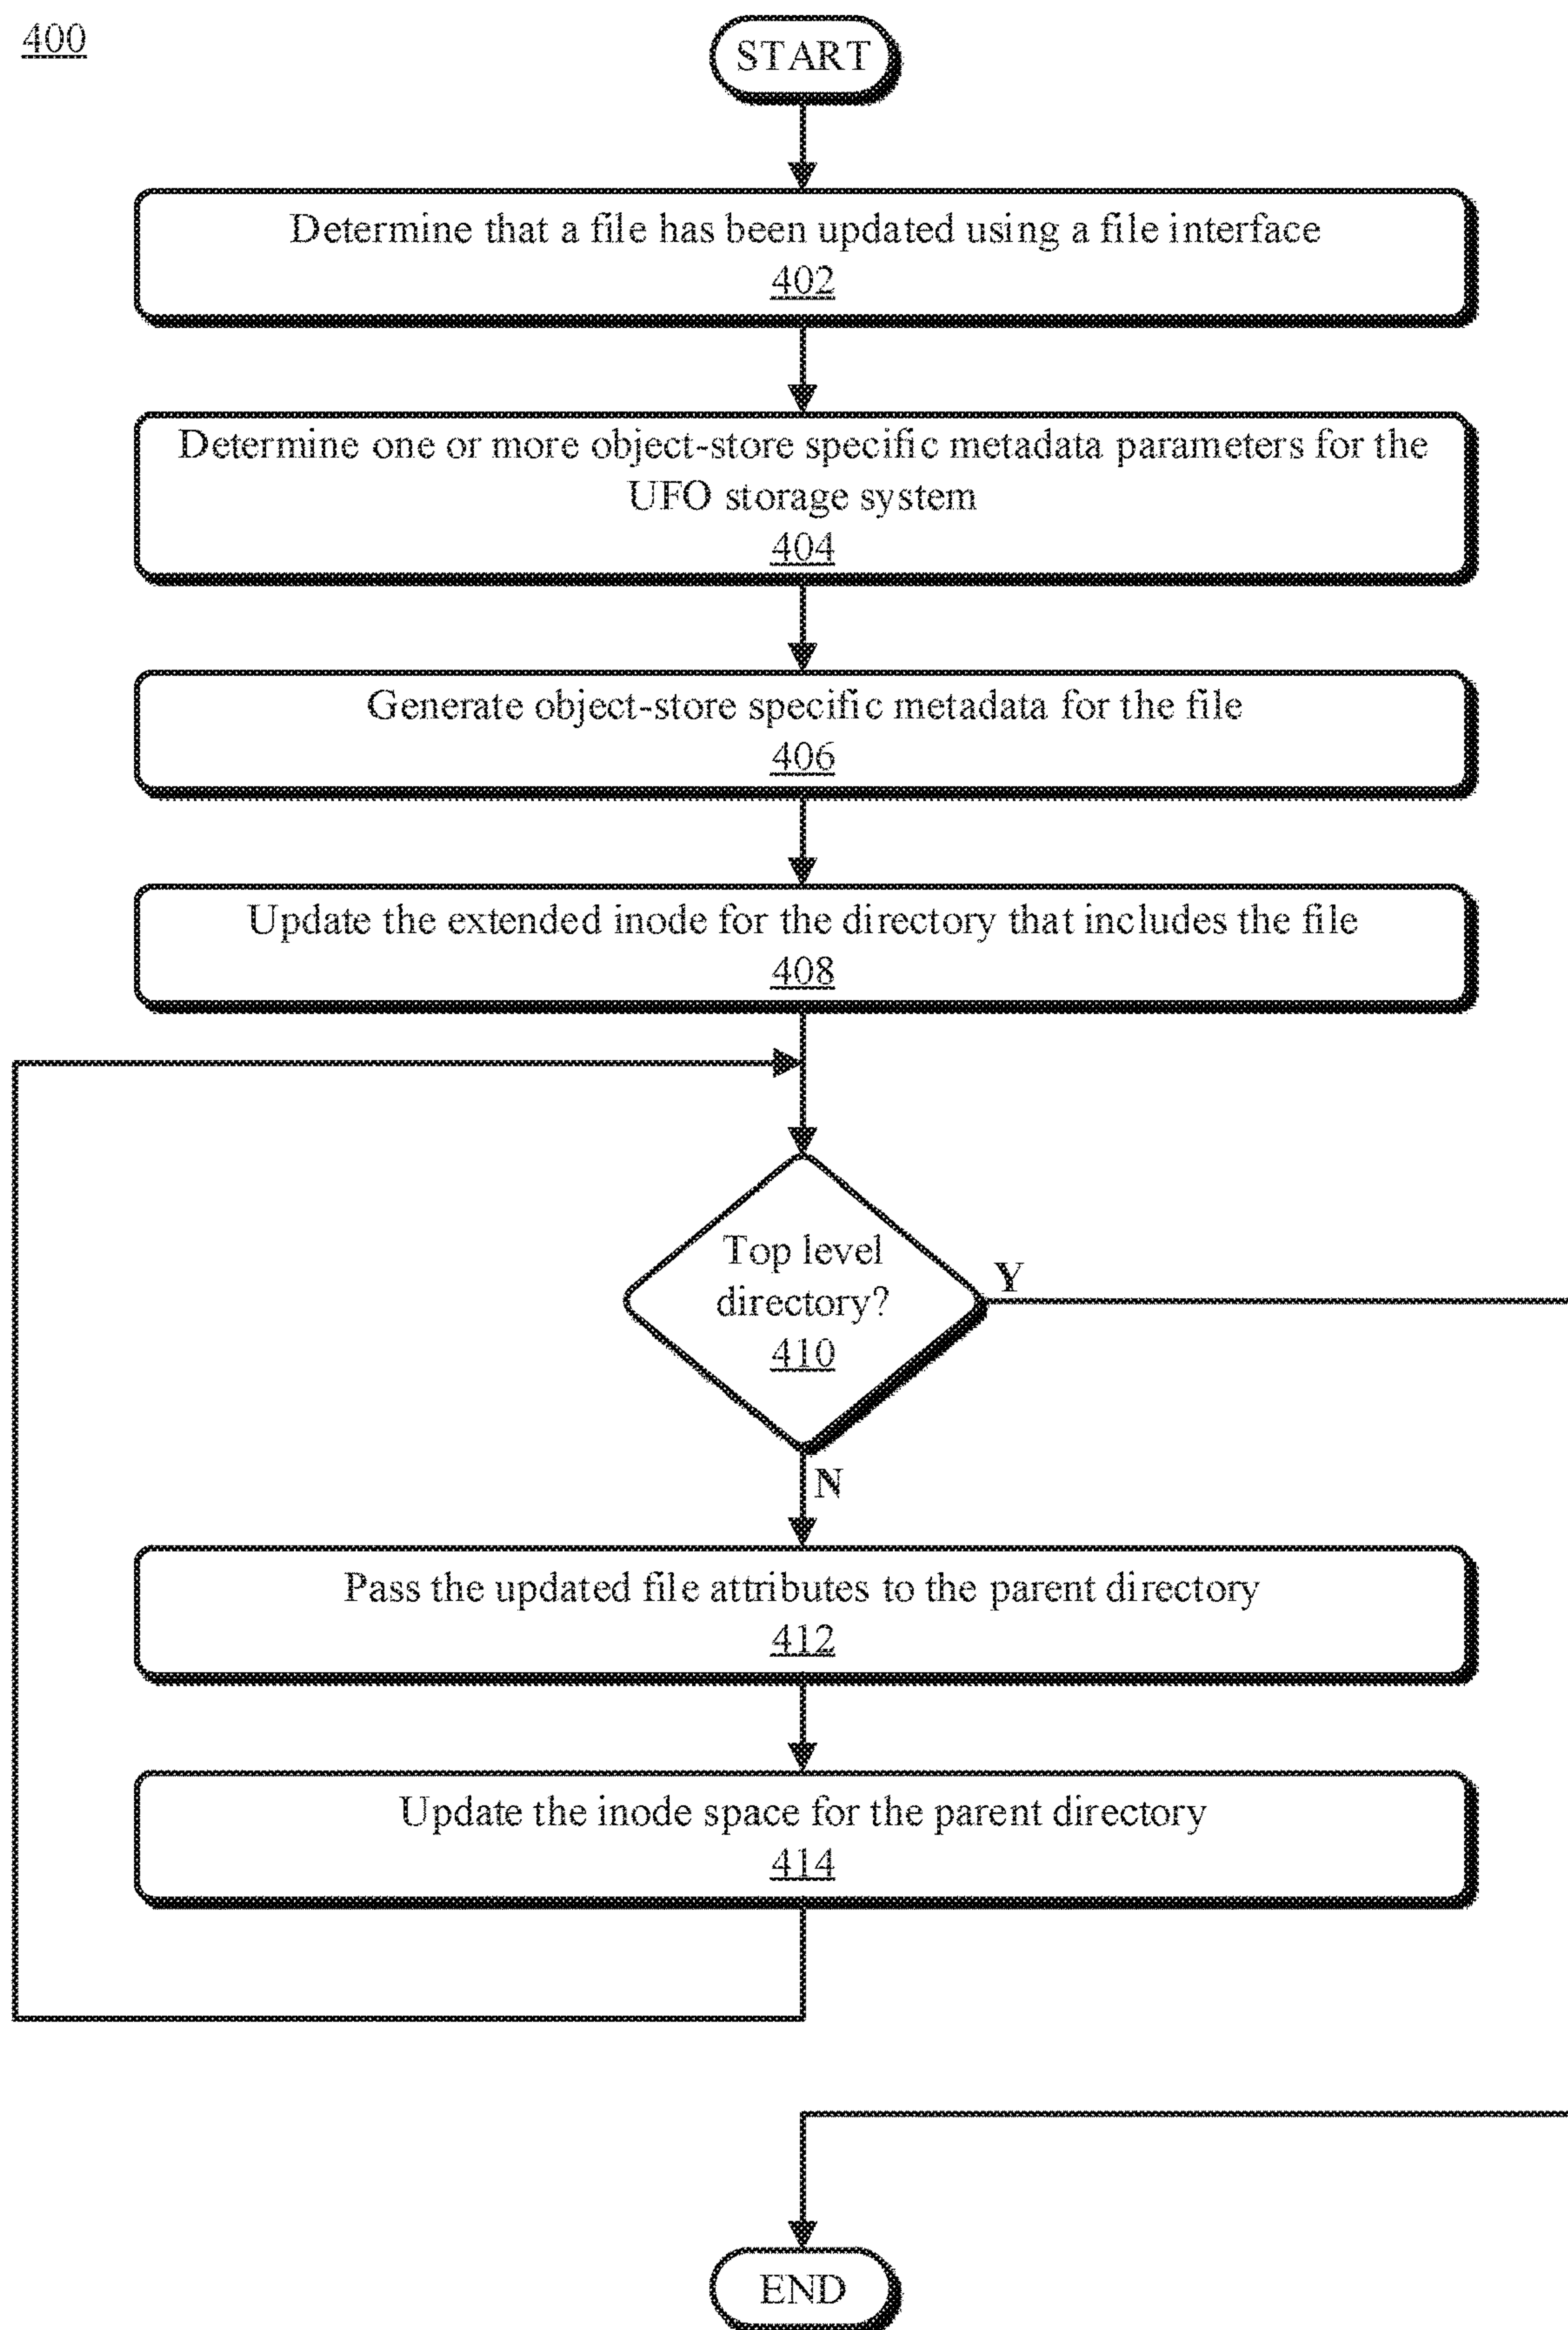 400
START
Determine that a file has been updated using a file interface
402
Determine one or more object-store specific metadata parameters for the
UFO storage system
404
Generate object-store specific metadata for the file
406
Update the extended inode for the directory that includes the file
408
Top level
directory?
410
Y
N
Pass the updated file attributes to the parent directory
412
Update the inode space for the parent directory
414
END